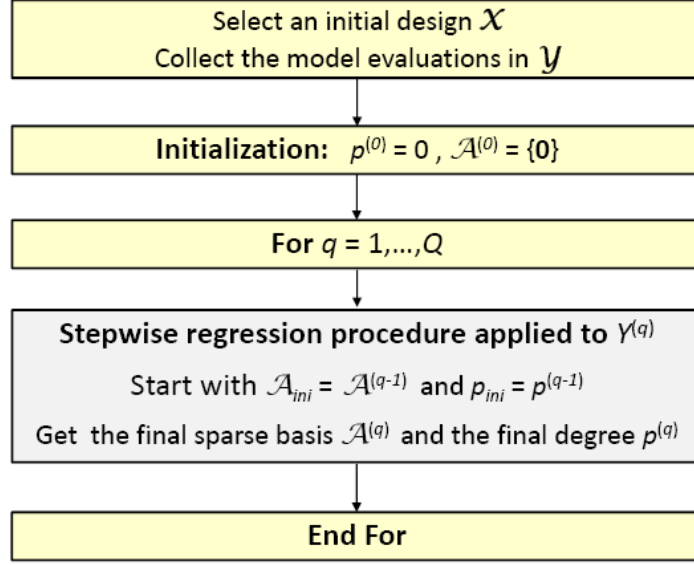 Select an initial design 𝒳
Collect the model evaluations in 𝒴
Initialization: p⁽⁰⁾ = 0 , 𝒜⁽⁰⁾ = {0}
For q = 1,...,Q
Stepwise regression procedure applied to Y⁽q⁾
Start with 𝒜ini = 𝒜⁽q-1⁾ and pini = p⁽q-1⁾
Get the final sparse basis 𝒜⁽q⁾ and the final degree p⁽q⁾
End For